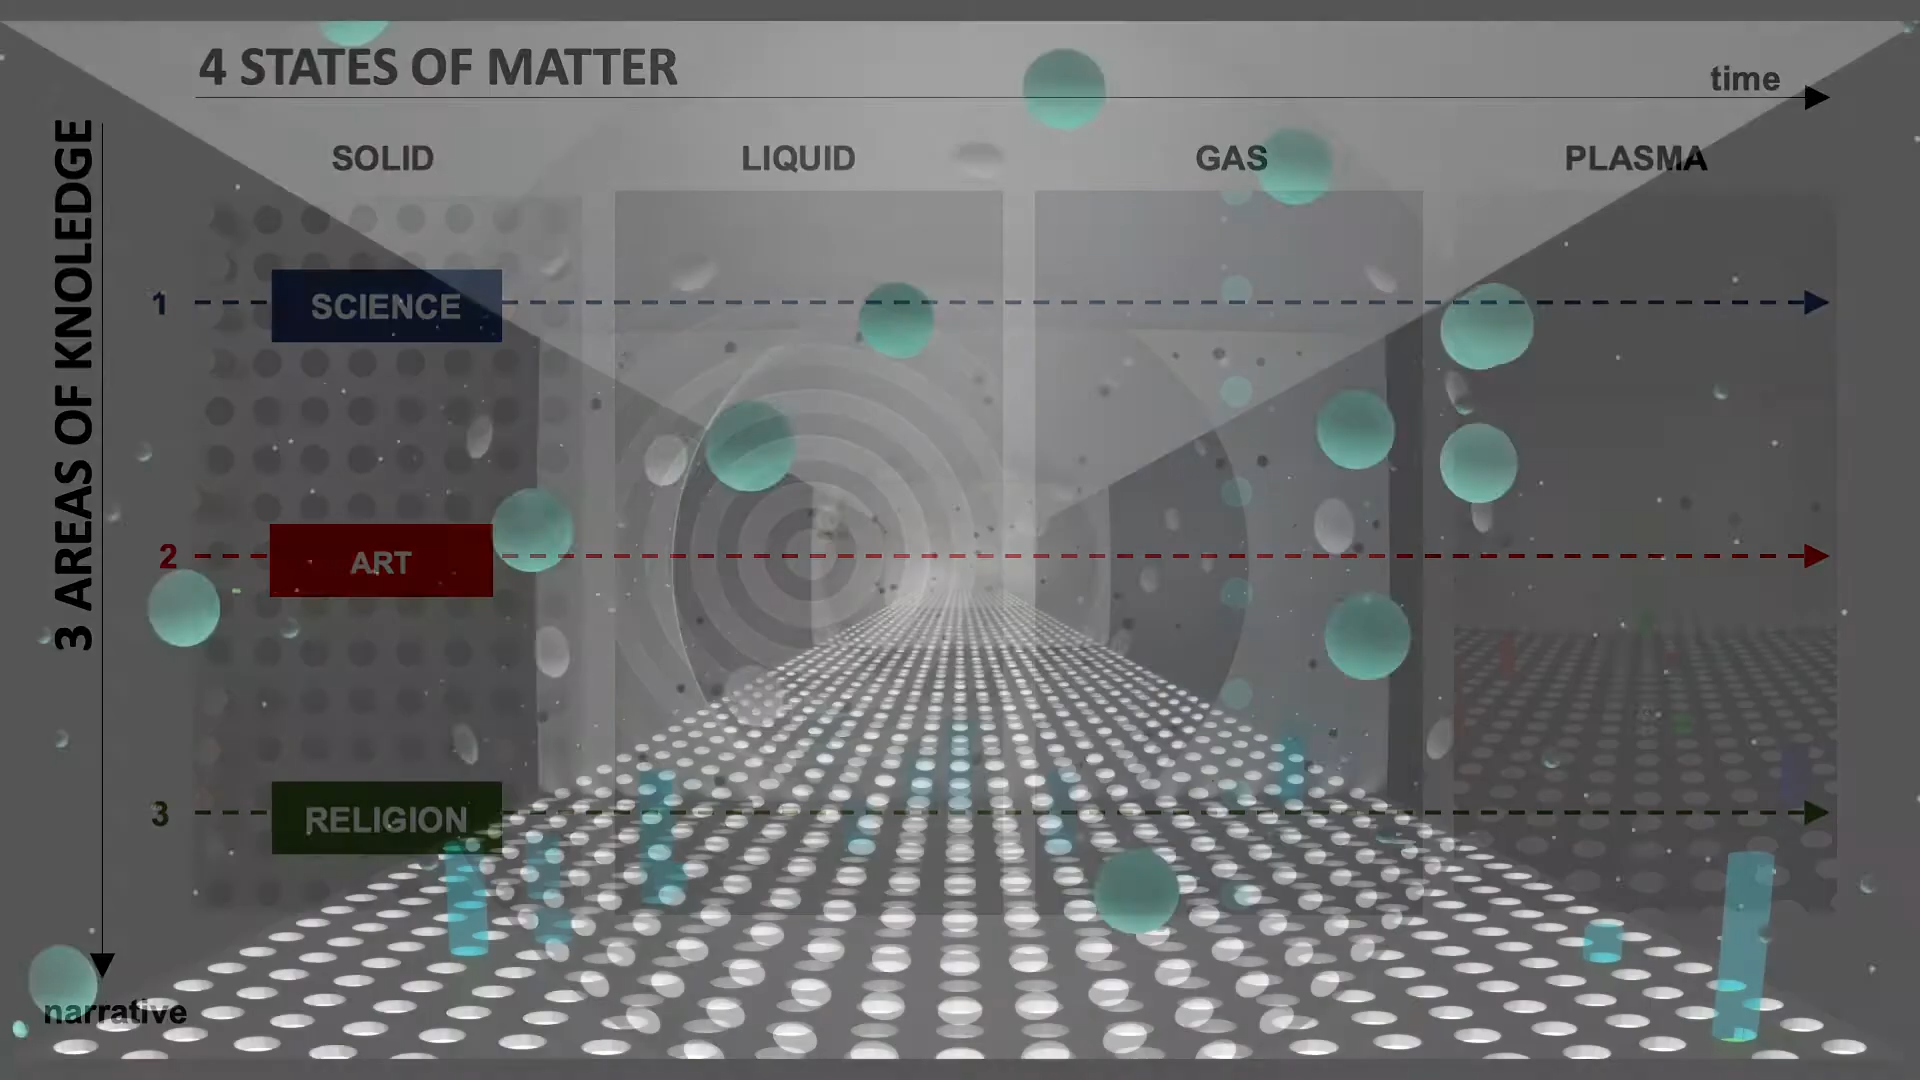 4 STATES OF MATTER
time
SOLID
LIQUID
GAS
PLASMA
3 AREAS OF KNOLEDGE
1
SCIENCE
2
ART
3
RELIGION
narrative